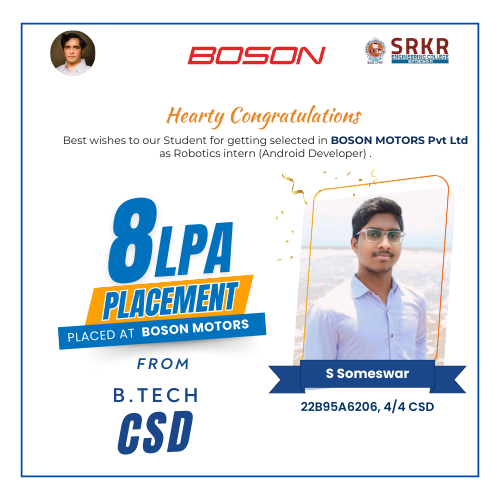 BOSON
SRKR
ENGINEERING COLLEGE
Hearty Congratulations
Best wishes to our Student for getting selected in BOSON MOTORS Pvt Ltd
as Robotics intern (Android Developer) .
8LPA
PLACEMENT
PLACED AT BOSON MOTORS
FROM
B.TECH
CSD
S Someswar
22B95A6206, 4/4 CSD